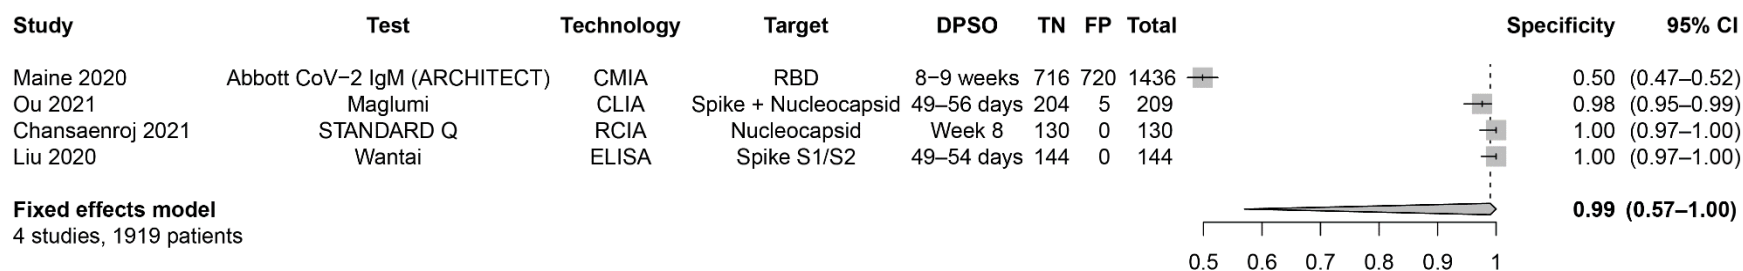 Study Test Technology Target DPSO TN FP Total Specificity 95% CI
Maine 2020 Abbott CoV−2 IgM (ARCHITECT) CMIA RBD 8−9 weeks 716 720 1436 0.50 (0.47–0.52)
Ou 2021 Maglumi CLIA Spike + Nucleocapsid 49–56 days 204 5 209 0.98 (0.95–0.99)
Chansaenroj 2021 STANDARD Q RCIA Nucleocapsid Week 8 130 0 130 1.00 (0.97–1.00)
Liu 2020 Wantai ELISA Spike S1/S2 49–54 days 144 0 144 1.00 (0.97–1.00)
Fixed effects model 0.99 (0.57–1.00)
4 studies, 1919 patients
0.5 0.6 0.7 0.8 0.9 1